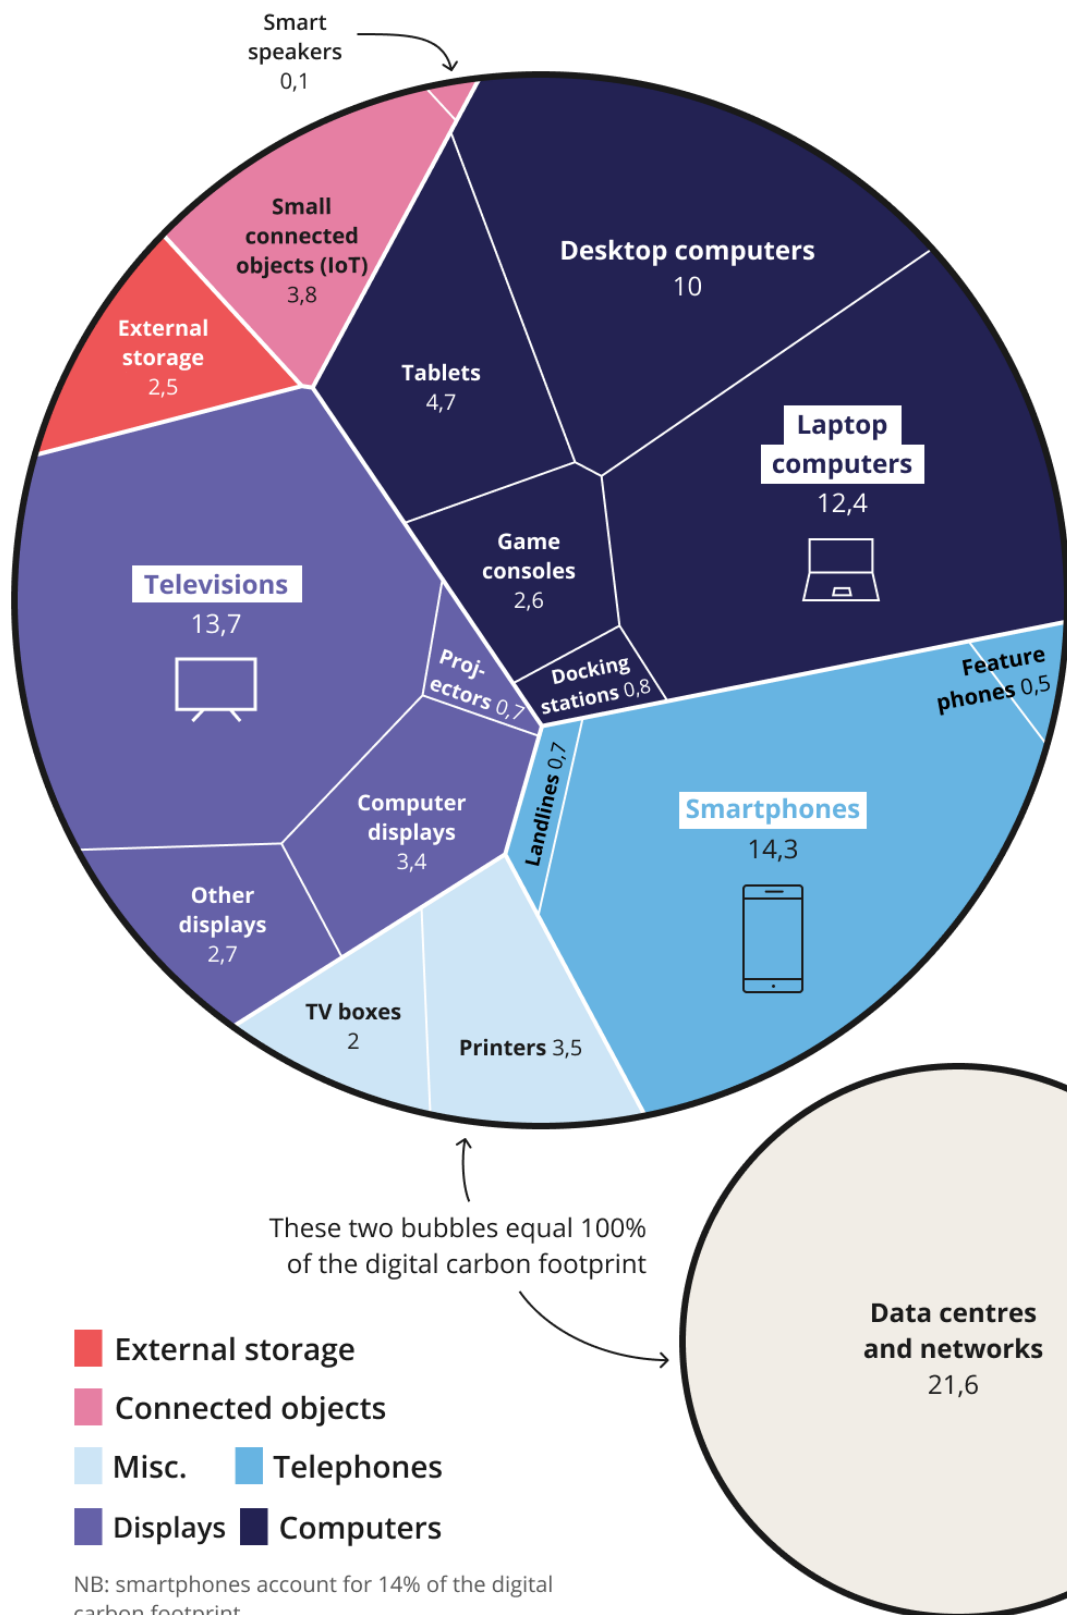 Smart
speakers
0,1
Small
connected
objects (IoT)
3,8
External
storage
2,5
Desktop computers
10
Tablets
4,7
Laptop
computers
12,4
Game
consoles
2,6
Docking
stations 0,8
Televisions
13,7
Proj-
ectors 0,7
Feature
phones 0,5
Landlines 0,7
Computer
displays
3,4
Smartphones
14,3
Other
displays
2,7
TV boxes
2
Printers 3,5
These two bubbles equal 100%
of the digital carbon footprint
Data centres
and networks
21,6
External storage
Connected objects
Misc.
Telephones
Displays
Computers
NB: smartphones account for 14% of the digital
carbon footprint